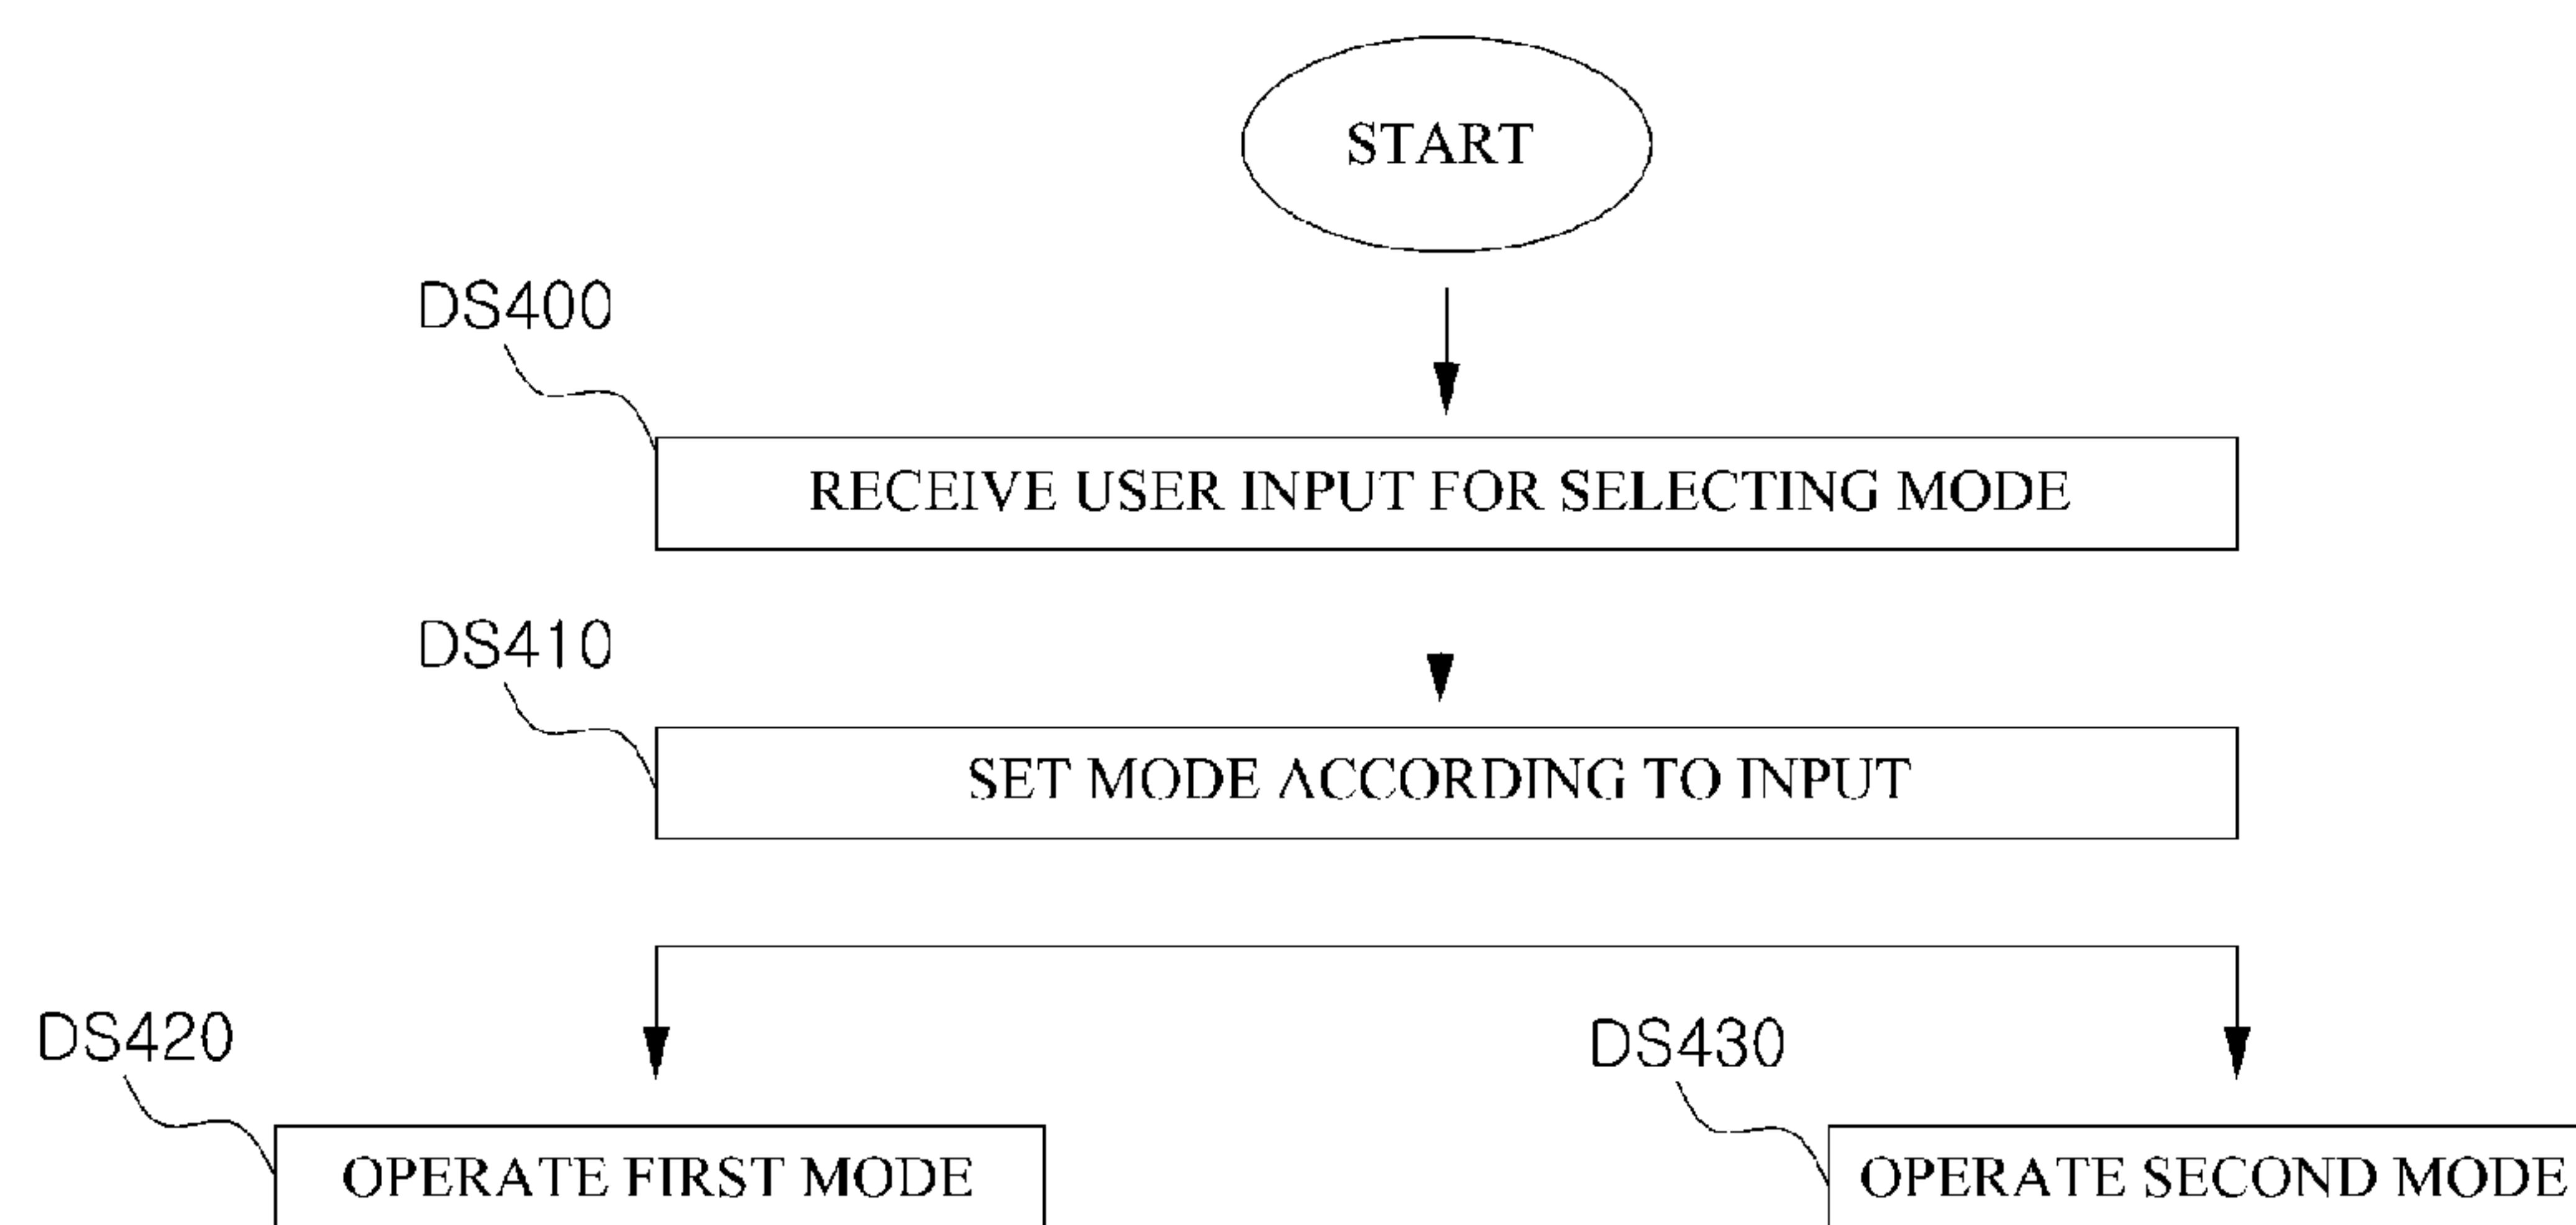 START
DS400
RECEIVE USER INPUT FOR SELECTING MODE
DS410
SET MODE ACCORDING TO INPUT
DS420
DS430
OPERATE FIRST MODE
OPERATE SECOND MODE